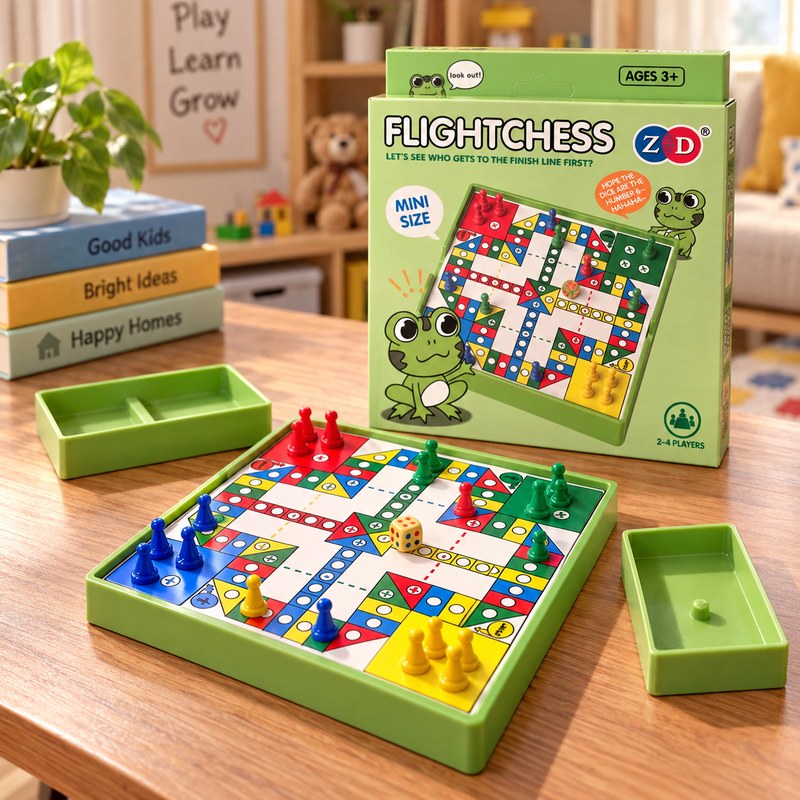 Play
Learn
Grow
look out!
AGES 3+
FLIGHTCHESS
Z D ®
LET'S SEE WHO GETS TO THE FINISH LINE FIRST?
HOPE THE
DICE ARE THE
NUMBER 6~
HAHAHA~
MINI
SIZE
2-4 PLAYERS
Good Kids
Bright Ideas
Happy Homes